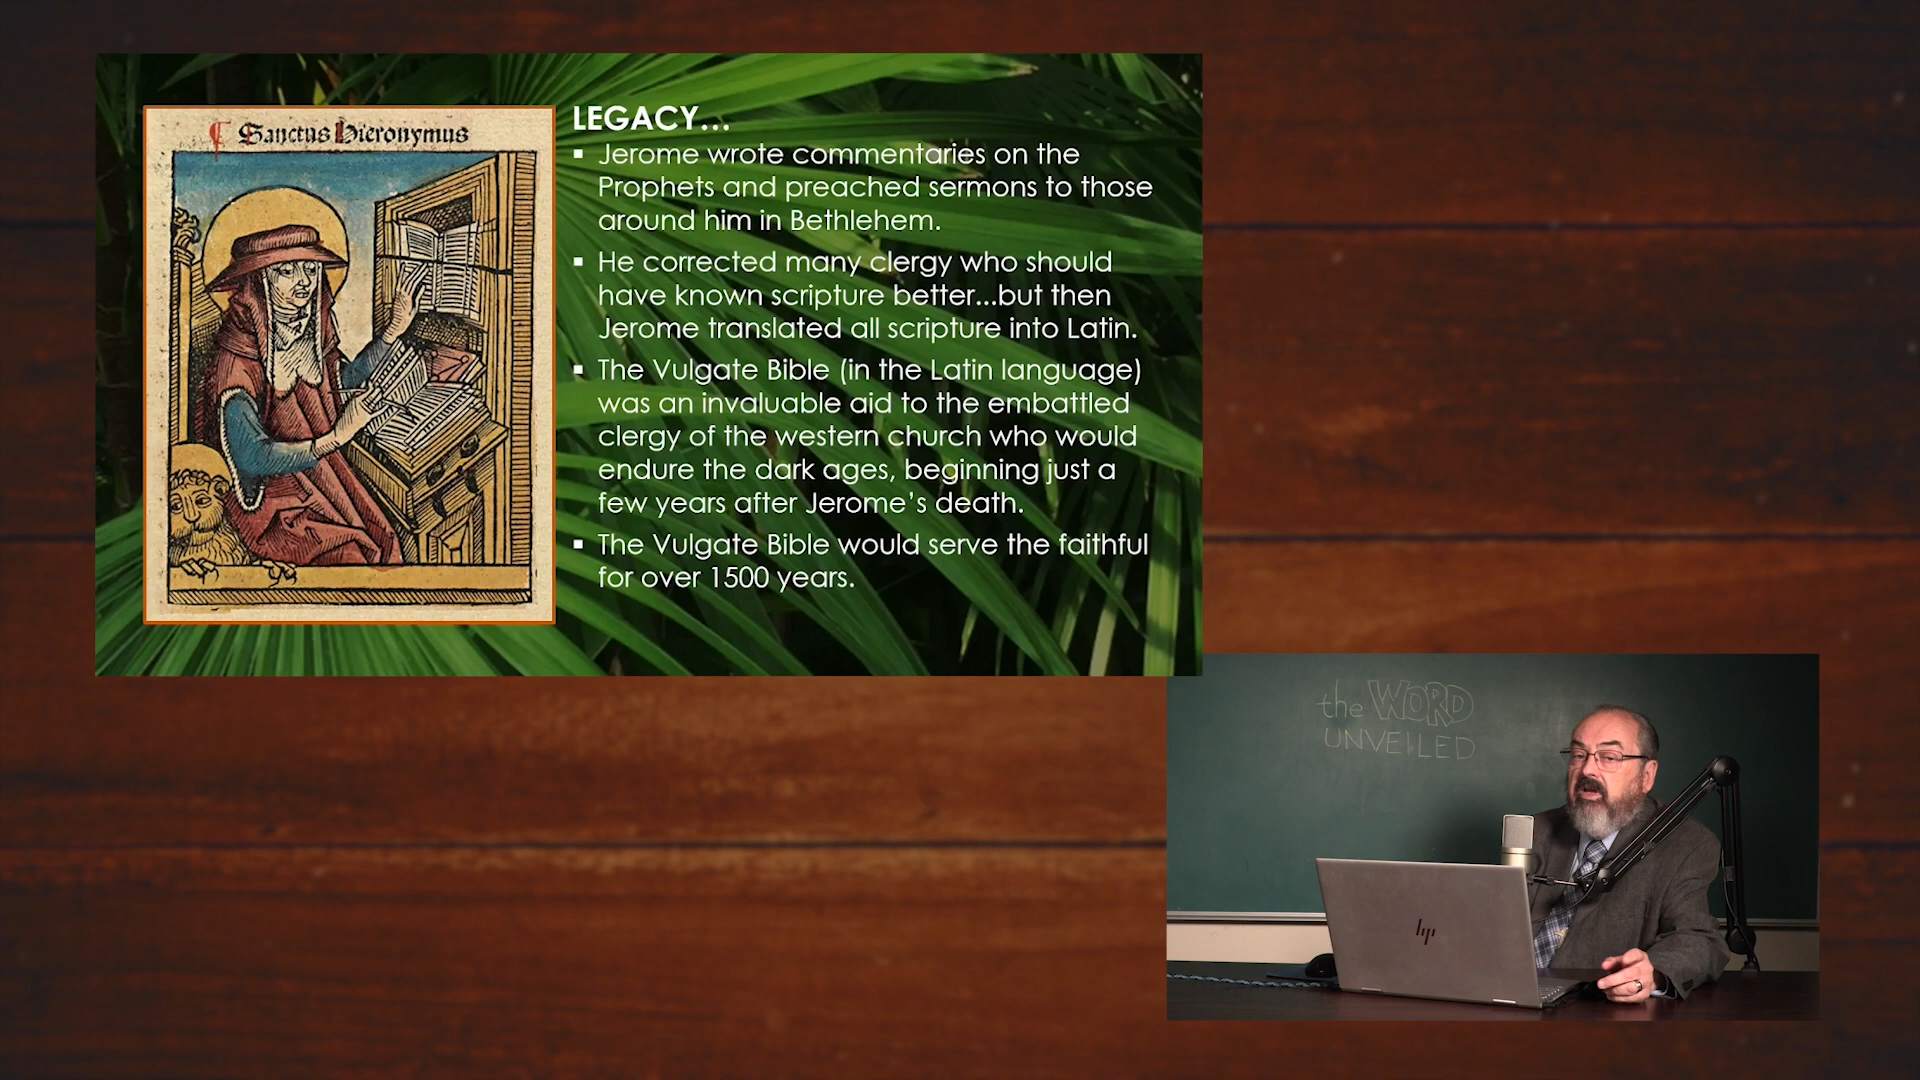 Sanctus Hieronymus
LEGACY...
▪ Jerome wrote commentaries on the
Prophets and preached sermons to those
around him in Bethlehem.
▪ He corrected many clergy who should
have known scripture better...but then
Jerome translated all scripture into Latin.
▪ The Vulgate Bible (in the Latin language)
was an invaluable aid to the embattled
clergy of the western church who would
endure the dark ages, beginning just a
few years after Jerome’s death.
▪ The Vulgate Bible would serve the faithful
for over 1500 years.
the WORD
UNVEILED
hp